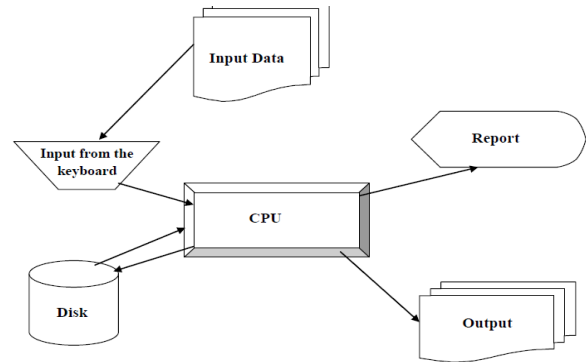 Input Data
Input from the
keyboard
Report
CPU
Disk
Output